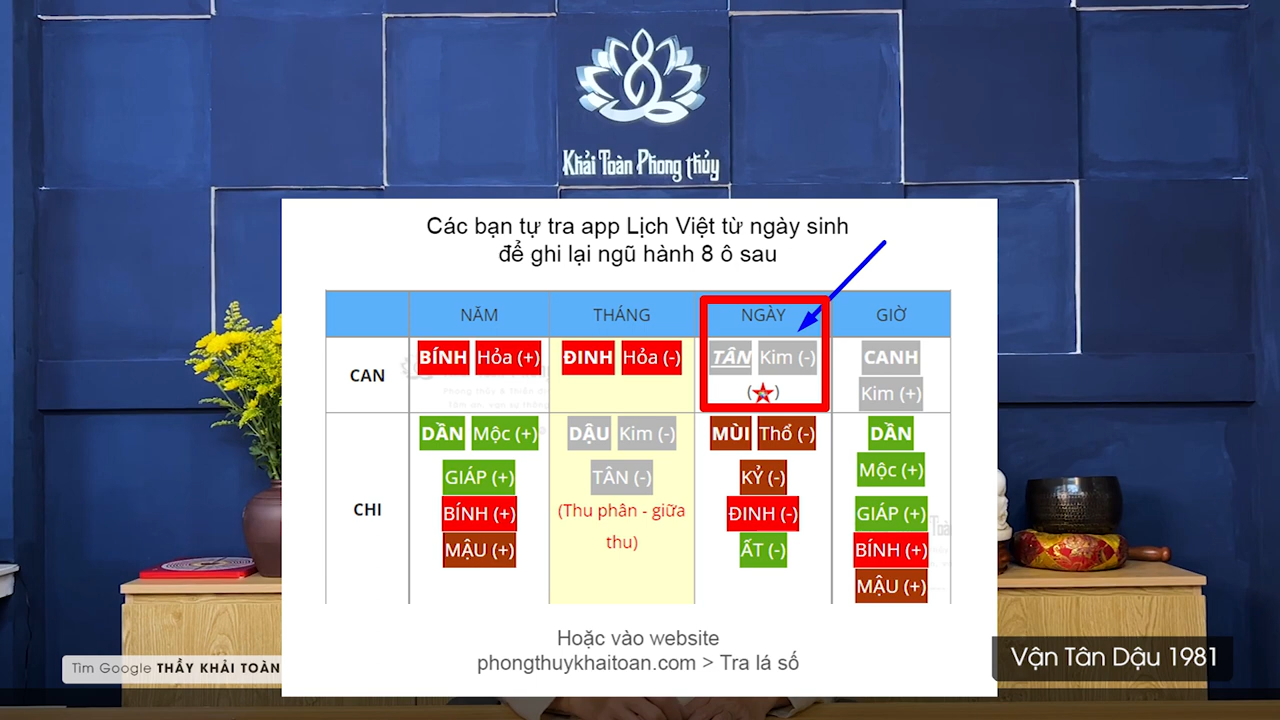 Khải Toàn Phong thủy
Các bạn tự tra app Lịch Việt từ ngày sinh
để ghi lại ngũ hành 8 ô sau
NĂM THÁNG NGÀY GIỜ
CAN
BÍNH Hỏa (+)
ĐINH Hỏa (-)
TÂN Kim (-)
CANH
Kim (+)
CHI
DẦN Mộc (+)
GIÁP (+)
BÍNH (+)
MẬU (+)
DẬU Kim (-)
TÂN (-)
(Thu phân - giữa
thu)
MÙI Thổ (-)
KỶ (-)
ĐINH (-)
ẤT (-)
DẦN
Mộc (+)
GIÁP (+)
BÍNH (+)
MẬU (+)
Hoặc vào website
phongthuykhaitoan.com > Tra lá số
Tìm Google THẦY KHẢI TOÀN
Vận Tân Dậu 1981